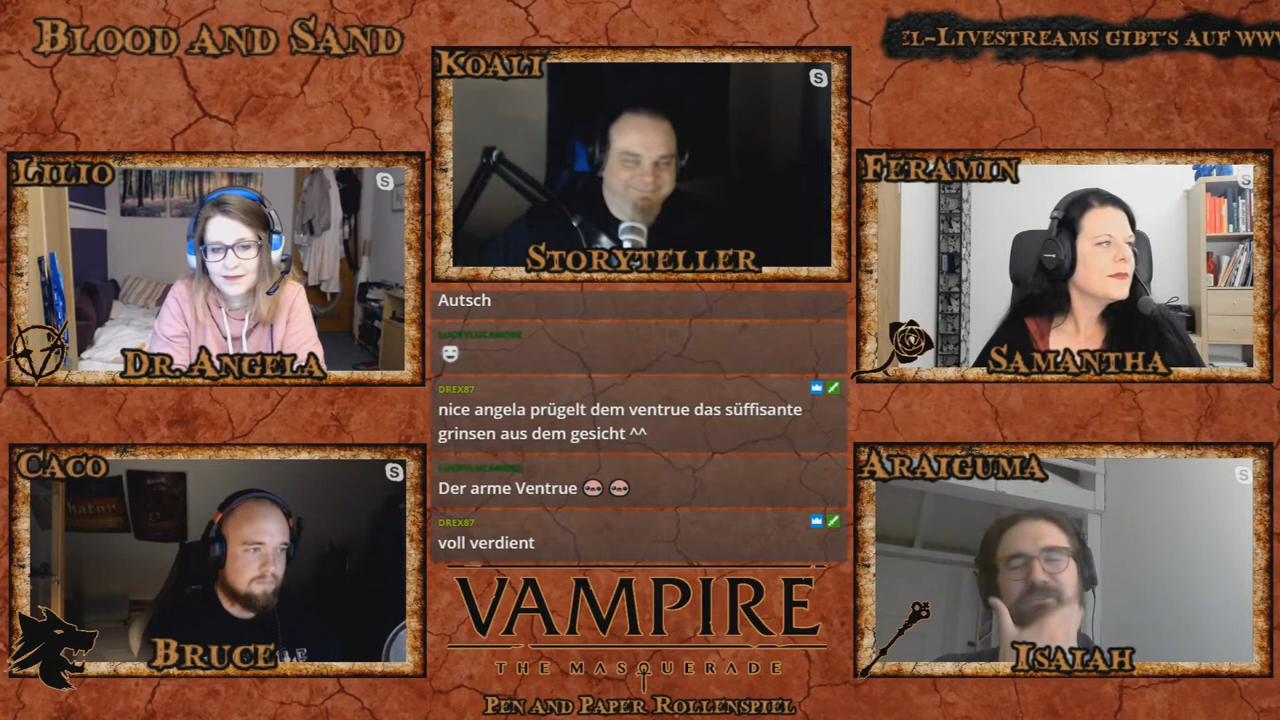 Blood and Sand
el-Livestreams gibt's auf www
Koali
Storyteller
Lilio
Dr. Angela
Feramin
Samantha
Autsch
LUCKYLUCAMORE
DREX87
nice angela prügelt dem ventrue das süffisante
grinsen aus dem gesicht ^^
LUCKYLUCAMORE
Der arme Ventrue
DREX87
voll verdient
Caco
Bruce
Araiguma
Isaiah
VAMPIRE
THE MASQUERADE
Pen and Paper Rollenspiel